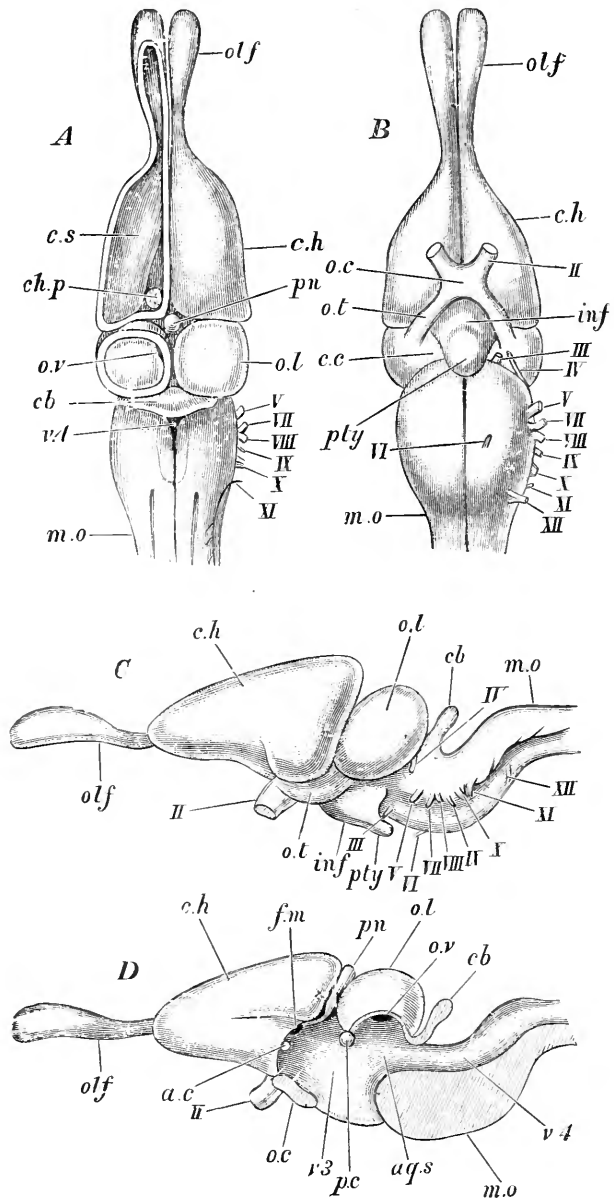 A
olf
c.s
c.h
ch.p
pn
o.v
o.l
cb
v.4
V
VII
VIII
IX
X
XI
m.o
B
olf
c.h
o.c
II
o.t
inf
c.c
III
IV
pty
V
VI
VII
VIII
IX
X
XI
XII
m.o
C
c.h
o.l
cb
m.o
IV
olf
II
o.t
inf
III
pty
V
VI
VII
VIII
IX
X
XI
XII
D
c.h
f.m
pn
o.l
o.v
cb
olf
a.c
II
o.c
v3
p.c
aq.s
v4
m.o